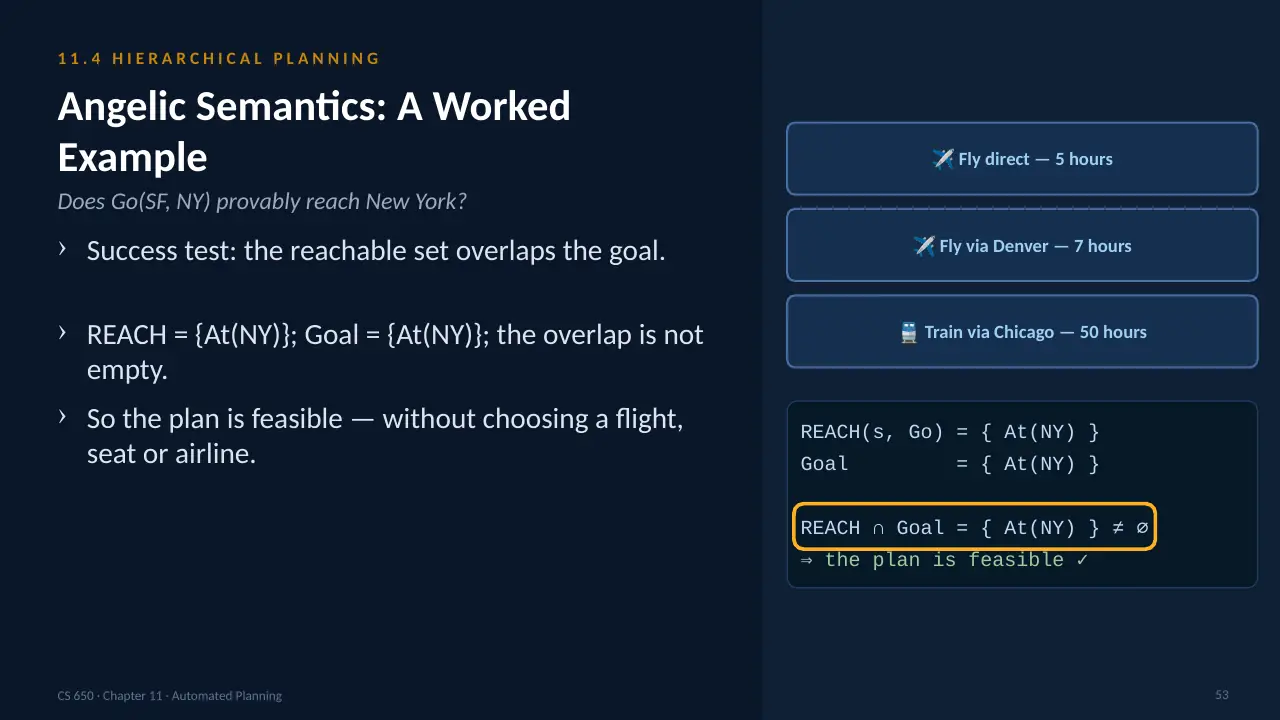 11.4 HIERARCHICAL PLANNING
Angelic Semantics: A Worked
Example
Does Go(SF, NY) provably reach New York?
› Success test: the reachable set overlaps the goal.
› REACH = {At(NY)}; Goal = {At(NY)}; the overlap is not
empty.
› So the plan is feasible — without choosing a flight,
seat or airline.
✈️ Fly direct — 5 hours
✈️ Fly via Denver — 7 hours
🚆 Train via Chicago — 50 hours
REACH(s, Go) = { At(NY) }
Goal         = { At(NY) }
REACH ∩ Goal = { At(NY) } ≠ ∅
⇒ the plan is feasible ✓
CS 650 · Chapter 11 · Automated Planning
53